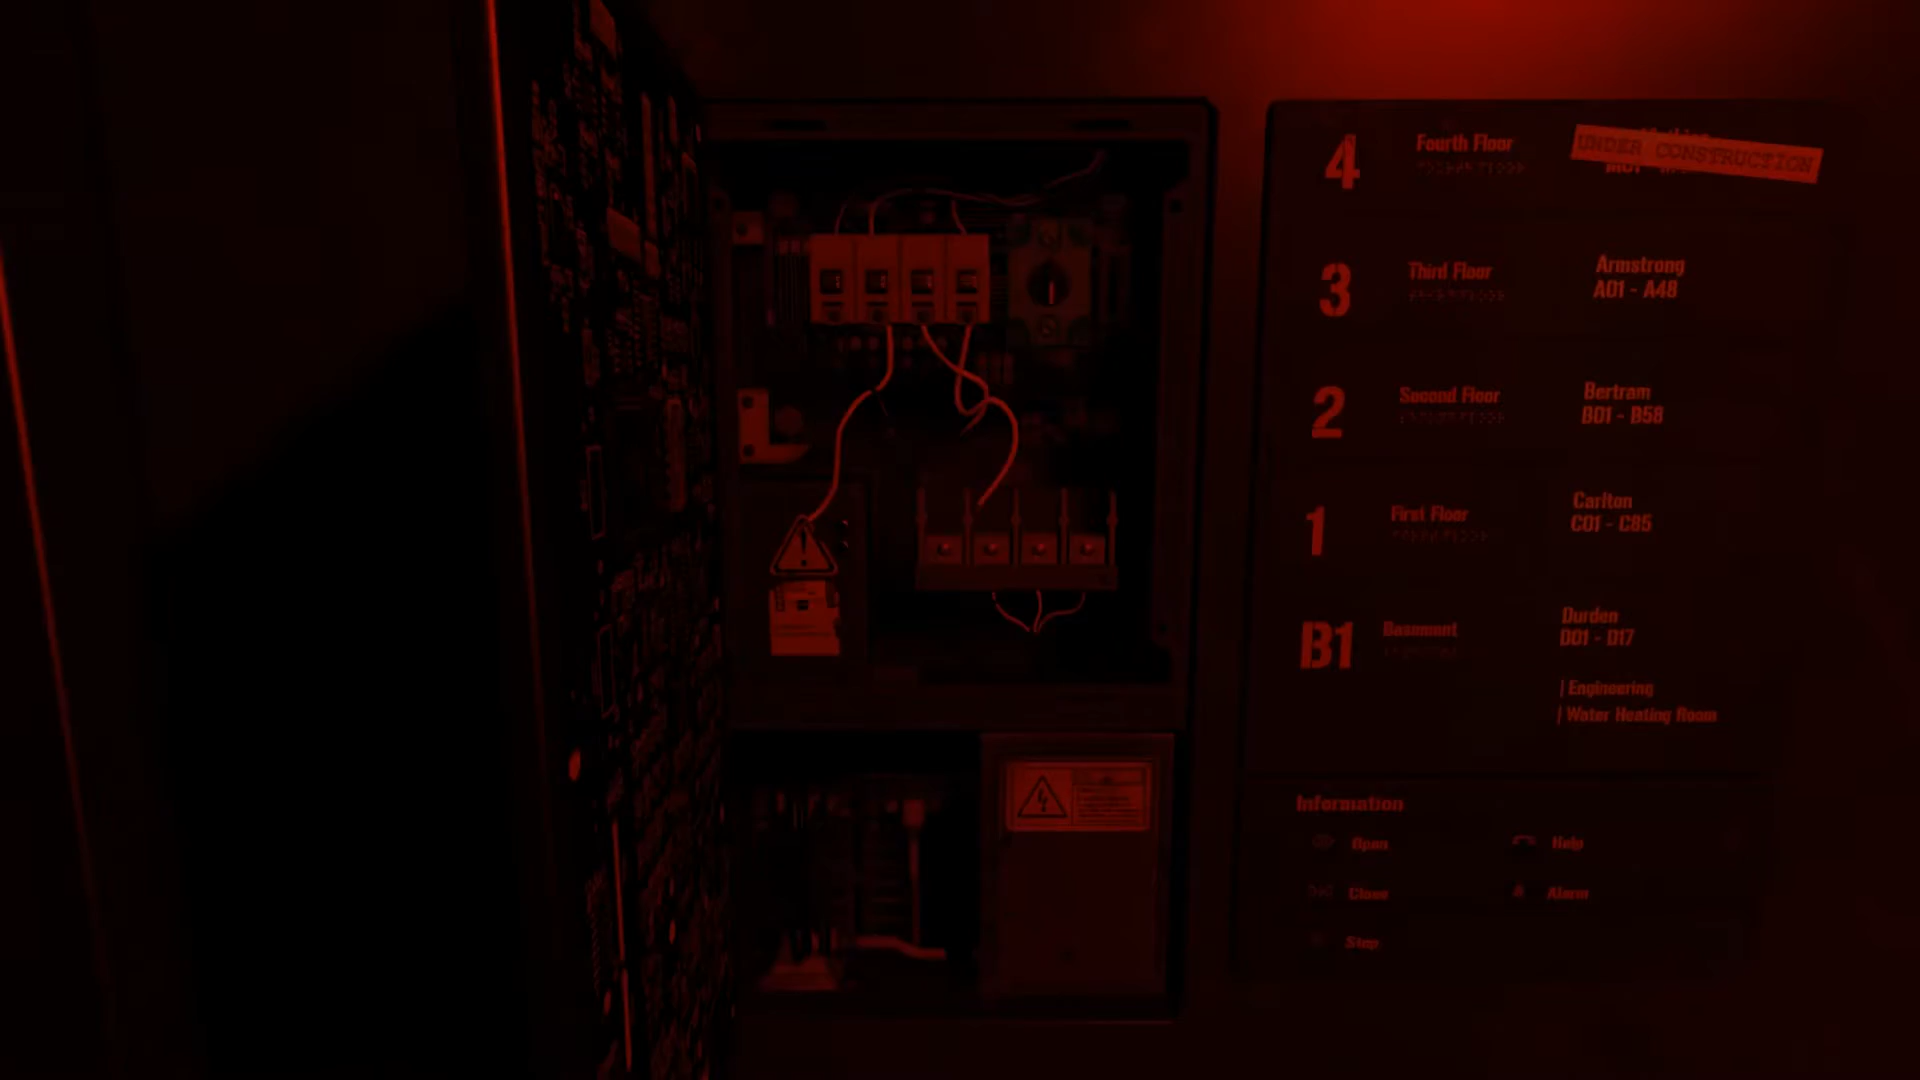 4
Fourth Floor
UNDER CONSTRUCTION
3
Third Floor
Armstrong
A01 - A48
2
Second Floor
Bertram
B01 - B58
1
First Floor
Carlton
C01 - C85
B1
Basement
Durden
D01 - D17
| Engineering
| Water Heating Room
Information
Open
Help
Close
Alarm
Stop